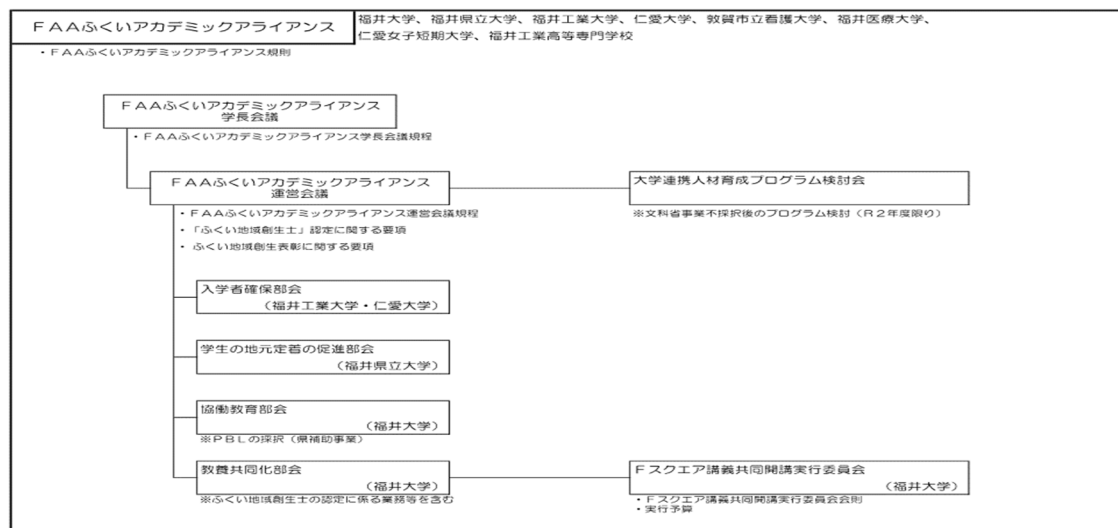 FAAふくいアカデミックアライアンス
福井大学、福井県立大学、福井工業大学、仁愛大学、敦賀市立看護大学、福井医療大学、
仁愛女子短期大学、福井工業高等専門学校
・FAAふくいアカデミックアライアンス規則
FAAふくいアカデミックアライアンス
学長会議
・FAAふくいアカデミックアライアンス学長会議規程
FAAふくいアカデミックアライアンス
運営会議
大学連携人材育成プログラム検討会
・FAAふくいアカデミックアライアンス運営会議規程
・「ふくい地域創生士」認定に関する要項
・ふくい地域創生表彰に関する要項
※文科省事業不採択後のプログラム検討（R2年度限り）
入学者確保部会
（福井工業大学・仁愛大学）
学生の地元定着の促進部会
（福井県立大学）
協働教育部会
（福井大学）
※PBLの採択（県補助事業）
教養共同化部会
（福井大学）
※ふくい地域創生士の認定に係る業務等を含む
Fスクエア講義共同開講実行委員会
（福井大学）
・Fスクエア講義共同開講実行委員会会則
・実行予算